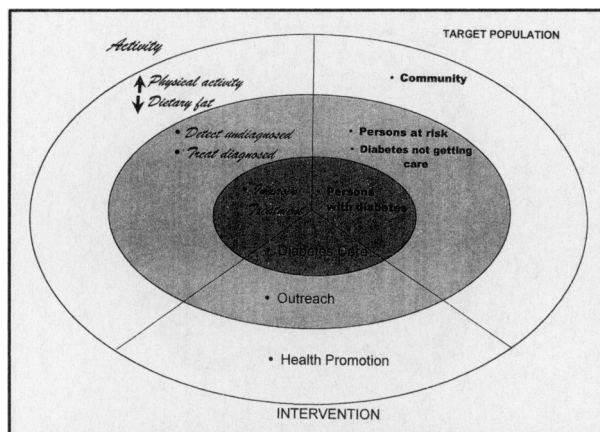 TARGET POPULATION
Activity
• Community
↑ Physical activity
↓ Dietary fat
• Detect undiagnosed
• Treat diagnosed
• Persons at risk
• Diabetes not getting
care
• Improve
Treatment
• Persons
with diabetes
• Diabetes Care
• Outreach
• Health Promotion
INTERVENTION